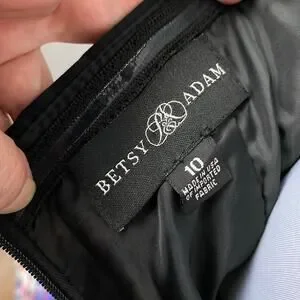 BETSY & ADAM
10
MADE IN USA
OF IMPORTED
FABRIC